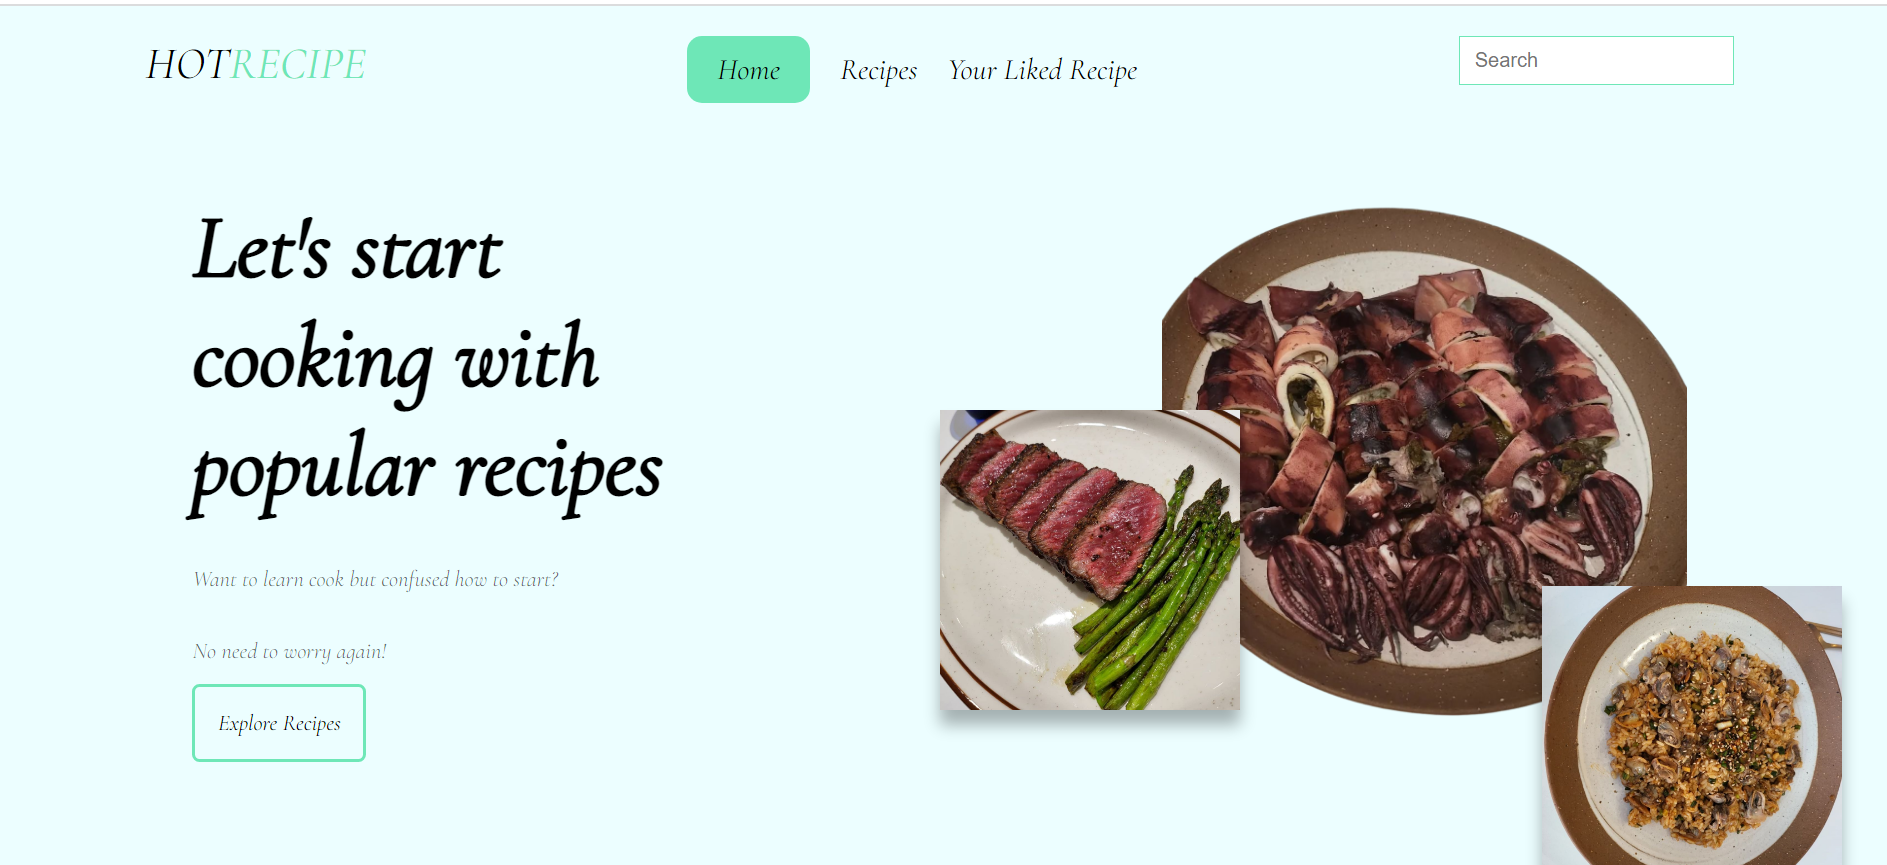 HOTRECIPE
Home Recipes Your Liked Recipe
Search
Let's start
cooking with
popular recipes
Want to learn cook but confused how to start?
No need to worry again!
Explore Recipes